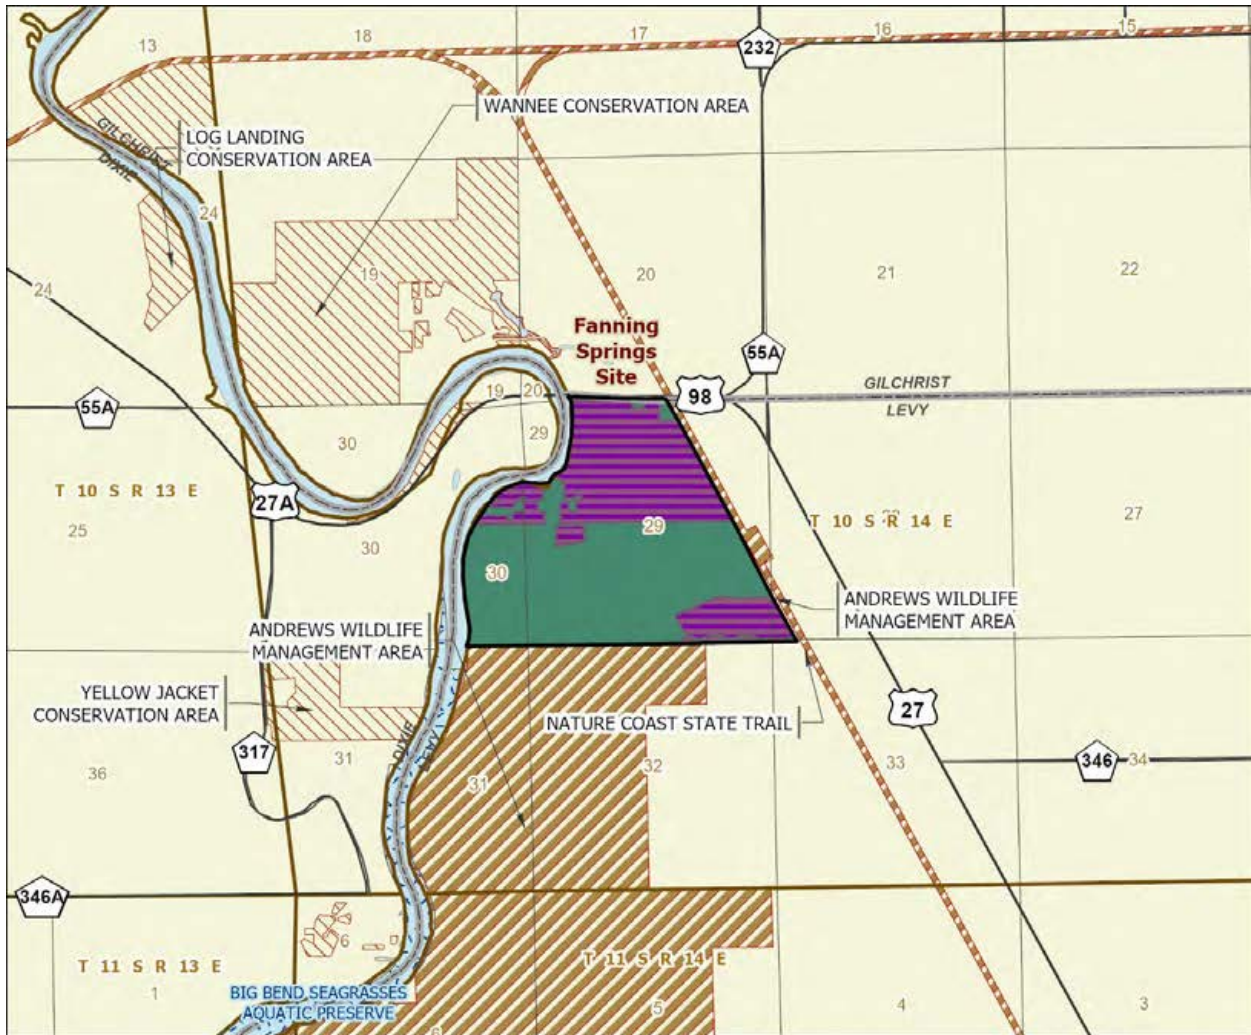 13
18
17
16
15
232
WANNEE CONSERVATION AREA
GILCHRIST
DIXIE
LOG LANDING
CONSERVATION AREA
24
19
20
21
22
24
Fanning
Springs
Site
55A
98
GILCHRIST
LEVY
55A
19
20
30
29
27A
T 10 S R 13 E
T 10 S R 14 E
25
30
29
27
30
ANDREWS WILDLIFE
MANAGEMENT AREA
ANDREWS WILDLIFE
MANAGEMENT AREA
YELLOW JACKET
CONSERVATION AREA
NATURE COAST STATE TRAIL
27
317
DIXIE
LEVY
36
31
31
32
33
346
34
346A
6
T 11 S R 13 E
T 11 S R 14 E
1
BIG BEND SEAGRASSES
AQUATIC PRESERVE
5
4
3